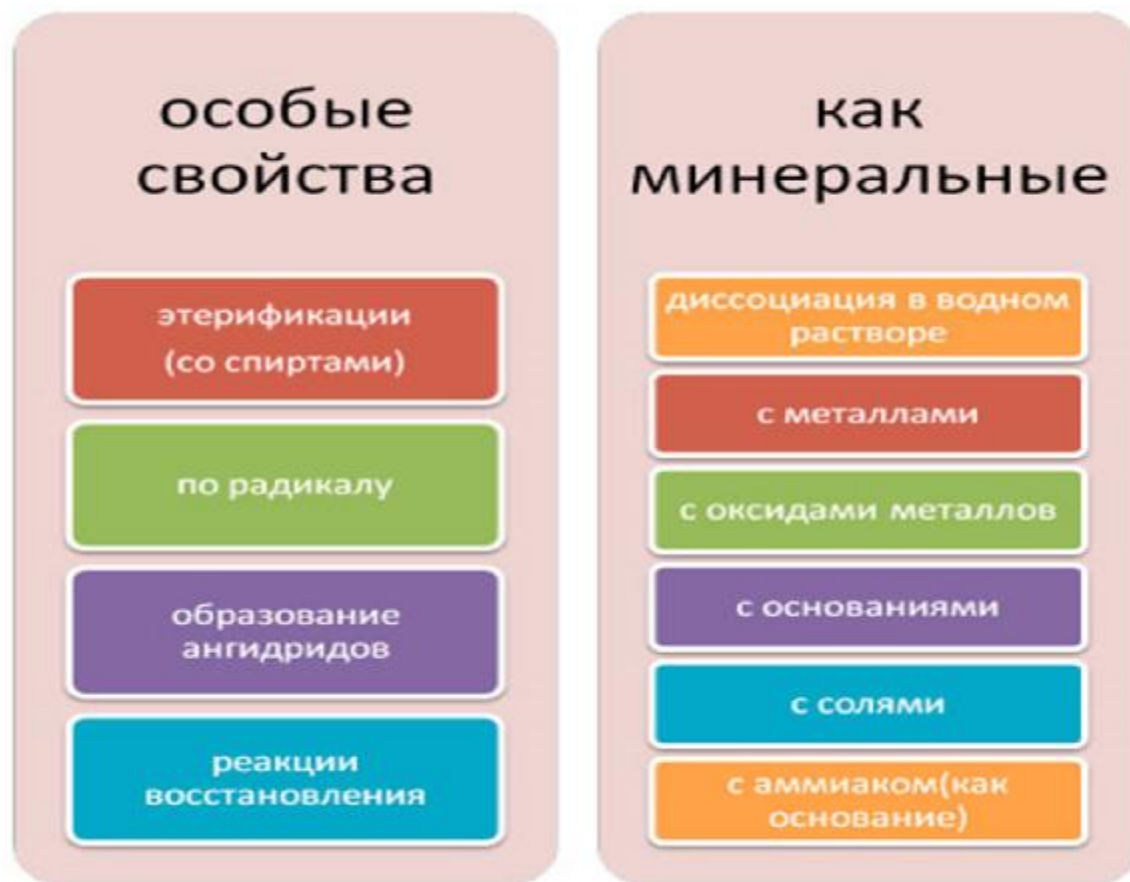 особые
свойства
этерификации
(со спиртами)
по радикалу
образование
ангидридов
реакции
восстановления
как
минеральные
диссоциация в водном
растворе
с металлами
с оксидами металлов
с основаниями
с солями
с аммиаком(как
основание)